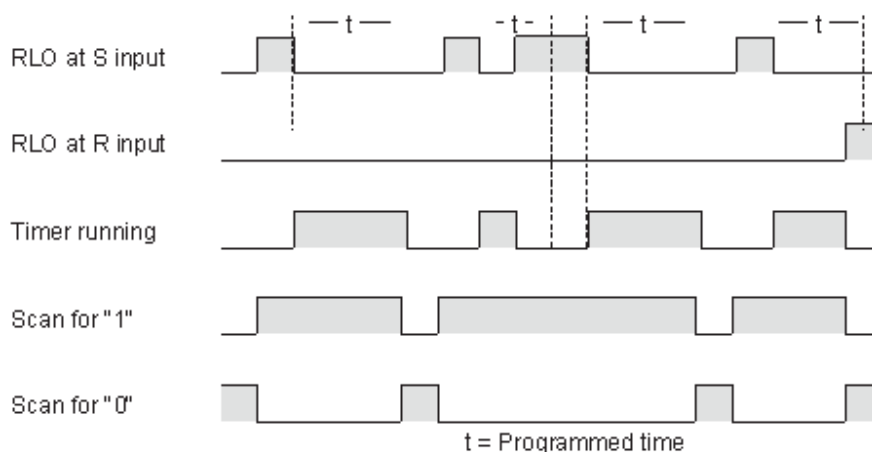 — t — - t - — t — — t —
RLO at S input
RLO at R input
Timer running
Scan for "1"
Scan for "0"
t = Programmed time